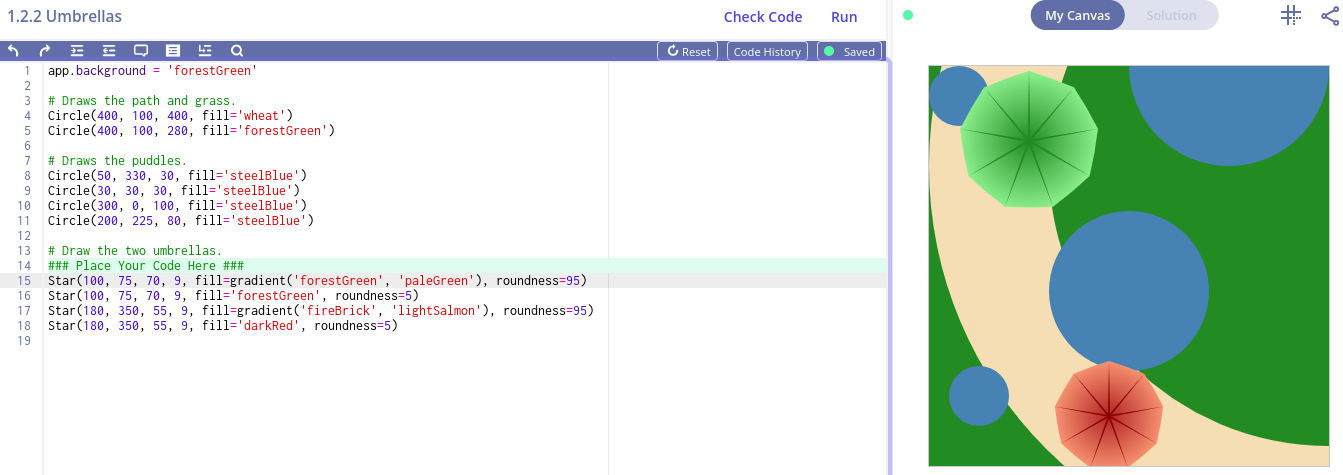 1.2.2 Umbrellas
Check Code
Run
My Canvas
Solution
Reset
Code History
Saved
1 app.background = 'forestGreen'
2
3 # Draws the path and grass.
4 Circle(400, 100, 400, fill='wheat')
5 Circle(400, 100, 280, fill='forestGreen')
6
7 # Draws the puddles.
8 Circle(50, 330, 30, fill='steelBlue')
9 Circle(30, 30, 30, fill='steelBlue')
10 Circle(300, 0, 100, fill='steelBlue')
11 Circle(200, 225, 80, fill='steelBlue')
12
13 # Draw the two umbrellas.
14 ### Place Your Code Here ###
15 Star(100, 75, 70, 9, fill=gradient('forestGreen', 'paleGreen'), roundness=95)
16 Star(100, 75, 70, 9, fill='forestGreen', roundness=5)
17 Star(180, 350, 55, 9, fill=gradient('fireBrick', 'lightSalmon'), roundness=95)
18 Star(180, 350, 55, 9, fill='darkRed', roundness=5)
19